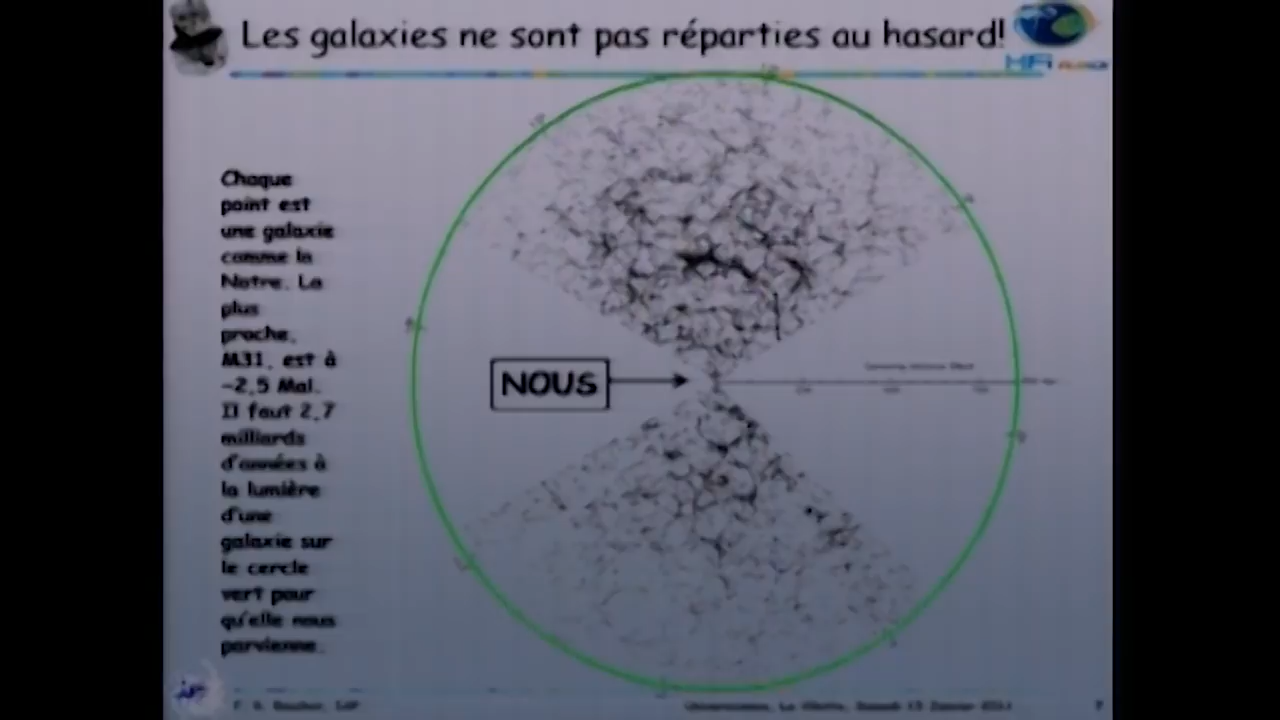 Les galaxies ne sont pas réparties au hasard!
HFi
Chaque
point est
une galaxie
comme la
Notre. La
plus
proche,
M31, est à
~2,5 Mal.
Il faut 2,7
milliards
d'années à
la lumière
d'une
galaxie sur
le cercle
vert pour
qu'elle nous
parvienne.
NOUS